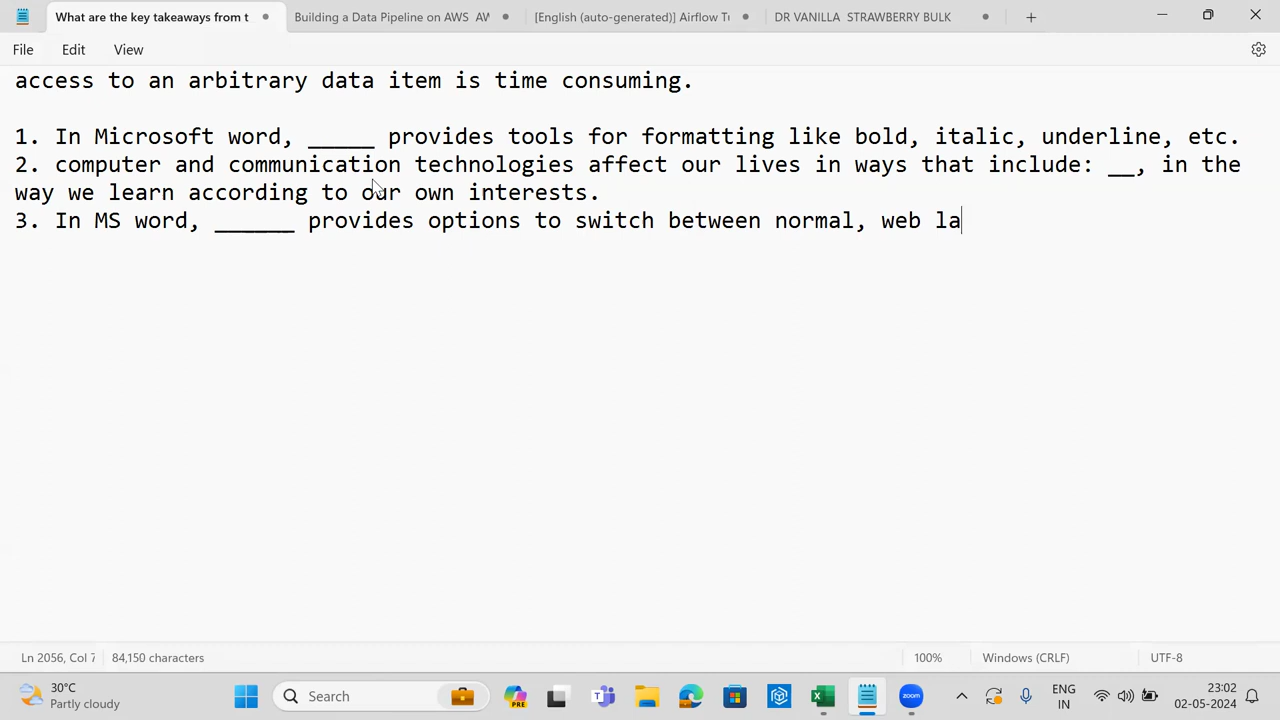 What are the key takeaways from t
Building a Data Pipeline on AWS AW
[English (auto-generated)] Airflow Tu
DR VANILLA STRAWBERRY BULK
File Edit View
access to an arbitrary data item is time consuming.
1. In Microsoft word, _____ provides tools for formatting like bold, italic, underline, etc.
2. computer and communication technologies affect our lives in ways that include: __, in the
way we learn according to our own interests.
3. In MS word, ______ provides options to switch between normal, web la
Ln 2056, Col 7
84,150 characters
100%
Windows (CRLF)
UTF-8
30°C
Partly cloudy
Search
PRE
zoom
ENG
IN
23:02
02-05-2024